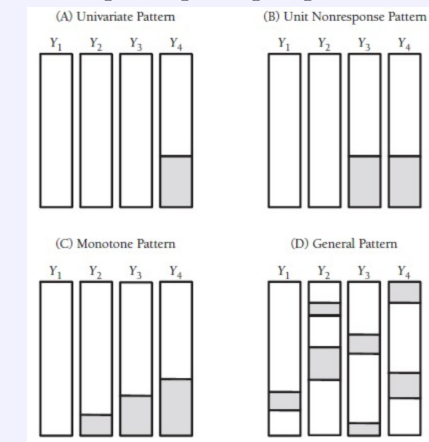 (A) Univariate Pattern
Y1 Y2 Y3 Y4
(B) Unit Nonresponse Pattern
Y1 Y2 Y3 Y4
(C) Monotone Pattern
Y1 Y2 Y3 Y4
(D) General Pattern
Y1 Y2 Y3 Y4